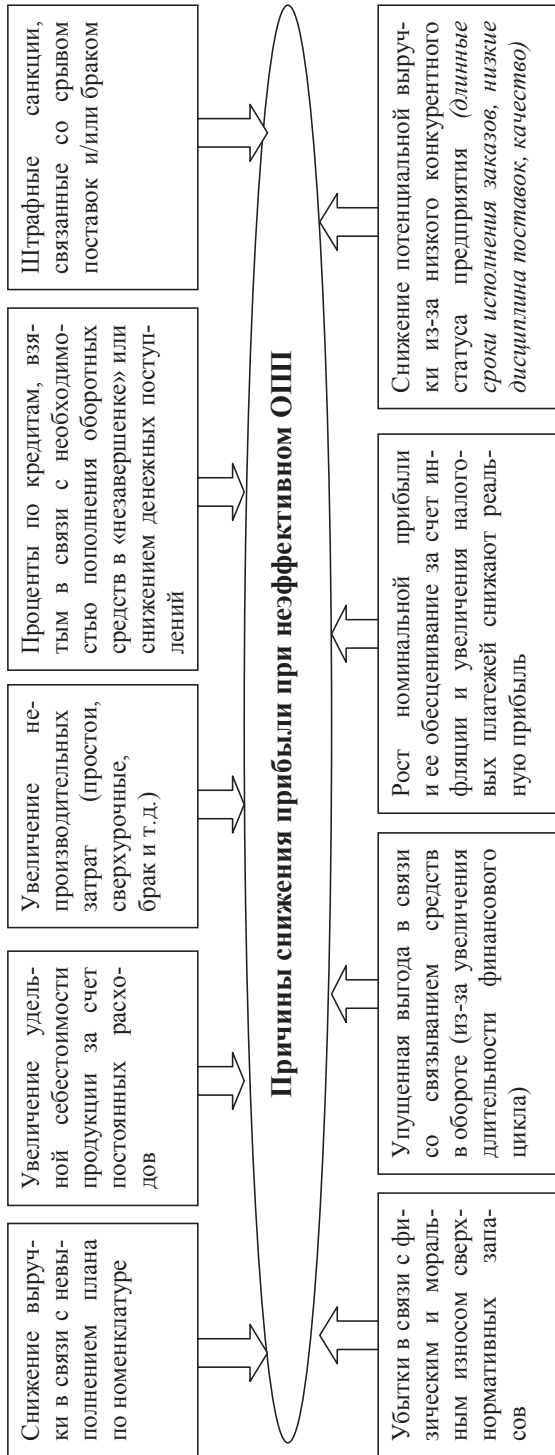 Снижение выруч-
ки в связи с невы-
полнением плана
по номенклатуре
Увеличение удель-
ной себестоимости
продукции за счет
постоянных расхо-
дов
Увеличение не-
производительных
затрат (простои,
сверхурочные,
брак и т.д.)
Проценты по кредитам, взя-
тым в связи с необходимо-
стью пополнения оборотных
средств в «незавершенке» или
снижением денежных поступ-
лений
Штрафные санкции,
связанные со срывом
поставок и/или браком
Причины снижения прибыли при неэффективном ОПП
Убытки в связи с фи-
зическим и мораль-
ным износом сверх-
нормативных запа-
сов
Упущенная выгода в связи
со связыванием средств
в обороте (из-за увеличения
длительности финансового
цикла)
Рост номинальной прибыли
и ее обесценивание за счет ин-
фляции и увеличения налого-
вых платежей снижают реаль-
ную прибыль
Снижение потенциальной выруч-
ки из-за низкого конкурентного
статуса предприятия (длинные
сроки исполнения заказов, низкие
дисциплина поставок, качество)